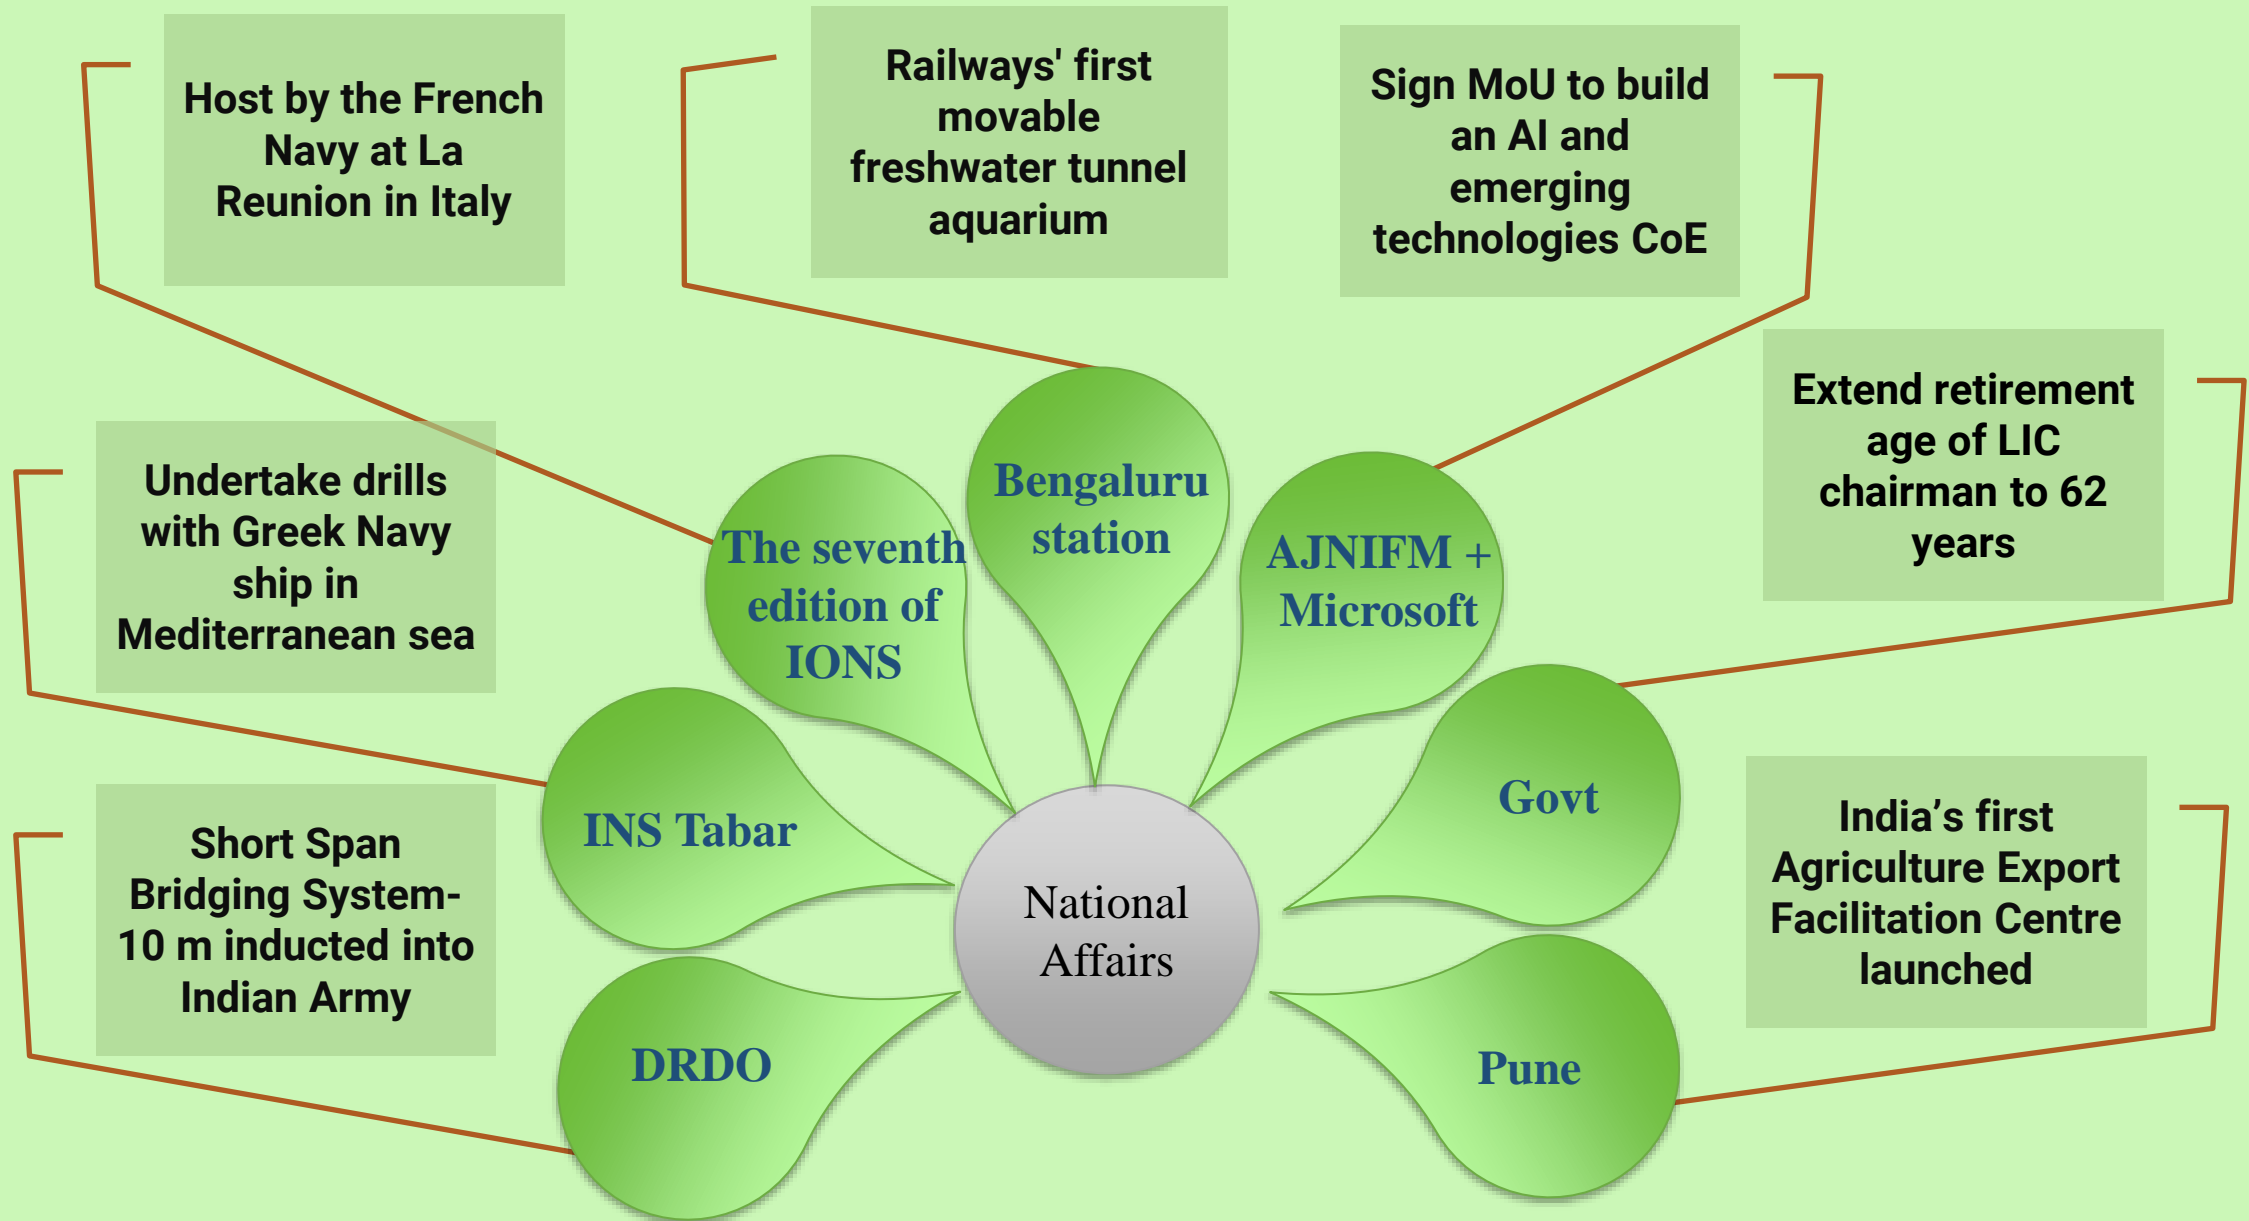 Host by the French
Navy at La
Reunion in Italy
Railways' first
movable
freshwater tunnel
aquarium
Sign MoU to build
an AI and
emerging
technologies CoE
Extend retirement
age of LIC
chairman to 62
years
Undertake drills
with Greek Navy
ship in
Mediterranean sea
Bengaluru
station
The seventh
edition of
IONS
AJNIFM +
Microsoft
INS Tabar
Govt
Short Span
Bridging System-
10 m inducted into
Indian Army
India’s first
Agriculture Export
Facilitation Centre
launched
National
Affairs
DRDO
Pune